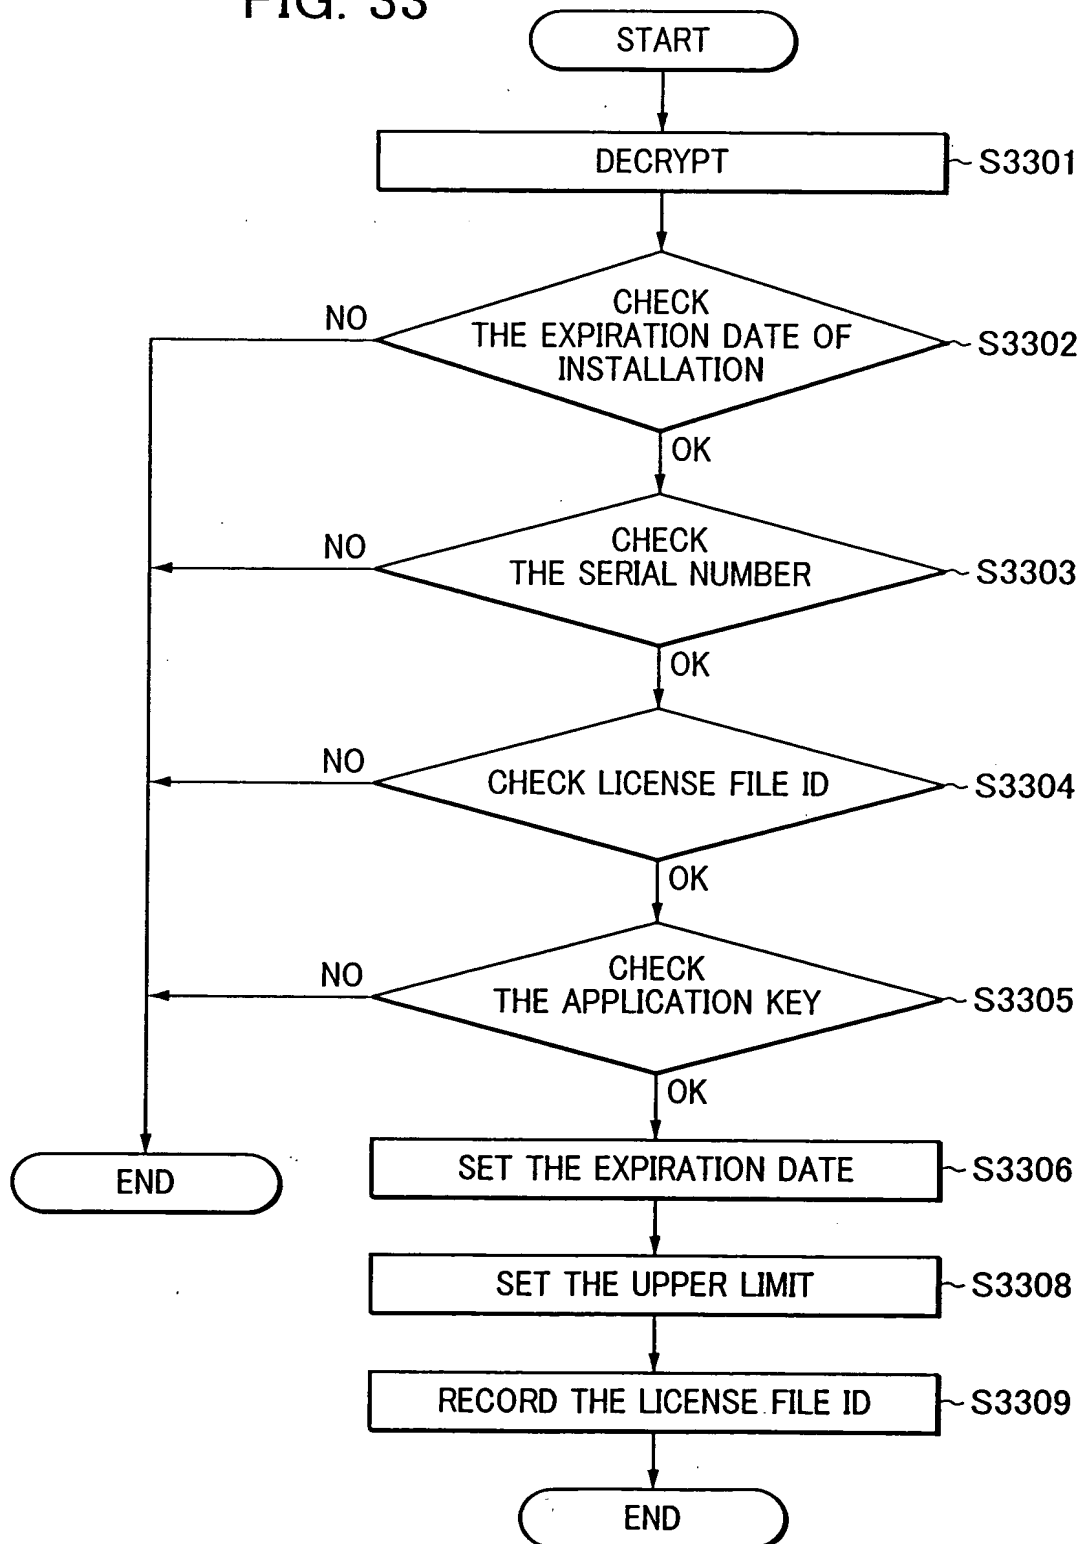 FIG. 33
START
DECRYPT
S3301
CHECK
THE EXPIRATION DATE OF
INSTALLATION
NO
S3302
OK
CHECK
THE SERIAL NUMBER
NO
S3303
OK
CHECK LICENSE FILE ID
NO
S3304
OK
CHECK
THE APPLICATION KEY
NO
S3305
OK
END
SET THE EXPIRATION DATE
S3306
SET THE UPPER LIMIT
S3308
RECORD THE LICENSE FILE ID
S3309
END